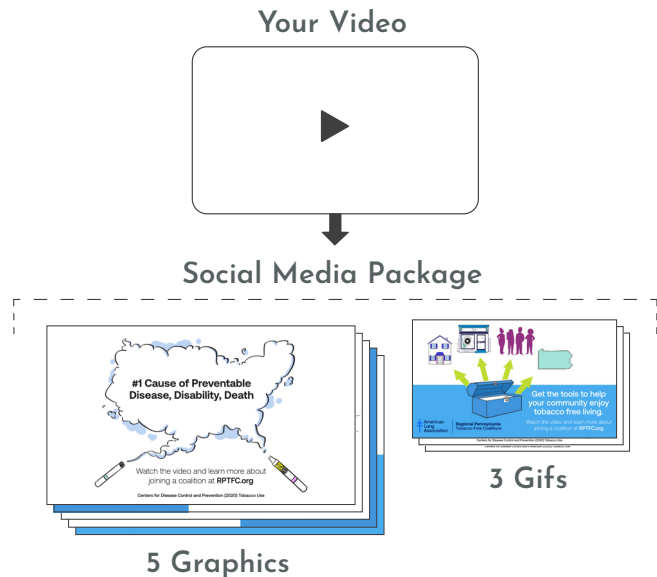 Your Video
Social Media Package
#1 Cause of Preventable
Disease, Disability, Death
Watch the video and learn more about
joining a coalition at RPTFC.org
Centers for Disease Control and Prevention (2020) Tobacco Use
5 Graphics
Get the tools to help
your community enjoy
tobacco free living.
Watch the video and learn more about
joining a coalition at RPTFC.org
American
Lung
Association
Regional Pennsylvania
Tobacco-Free Coalitions
Centers for Disease Control and Prevention (2020) Tobacco Use
3 Gifs